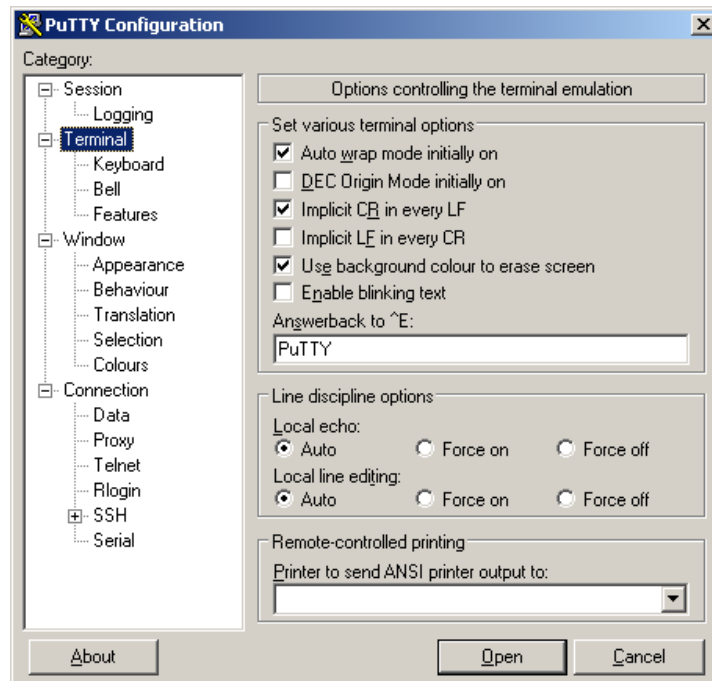 PuTTY Configuration
Category:
Session
Logging
Terminal
Keyboard
Bell
Features
Window
Appearance
Behaviour
Translation
Selection
Colours
Connection
Data
Proxy
Telnet
Rlogin
SSH
Serial
Options controlling the terminal emulation
Set various terminal options
Auto wrap mode initially on
DEC Origin Mode initially on
Implicit CR in every LF
Implicit LF in every CR
Use background colour to erase screen
Enable blinking text
Answerback to ^E:
PuTTY
Line discipline options
Local echo:
Auto Force on Force off
Local line editing:
Auto Force on Force off
Remote-controlled printing
Printer to send ANSI printer output to:
About Open Cancel